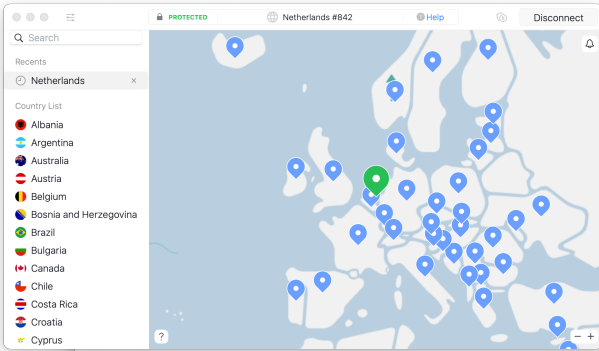 PROTECTED
Netherlands #842
? Help
Disconnect
Search
Recents
Netherlands
×
Country List
Albania
Argentina
Australia
Austria
Belgium
Bosnia and Herzegovina
Brazil
Bulgaria
Canada
Chile
Costa Rica
Croatia
Cyprus
?
− +